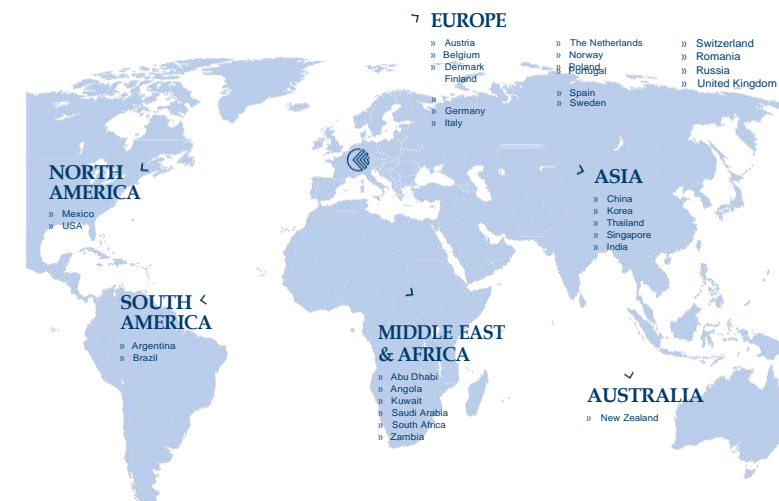 EUROPE
» Austria
» Belgium
» Denmark
Finland
»
» Germany
» Italy
» The Netherlands
» Norway
» Poland
» Portugal
» Spain
» Sweden
» Switzerland
» Romania
» Russia
» United Kingdom
NORTH
AMERICA
» Mexico
» USA
ASIA
» China
» Korea
» Thailand
» Singapore
» India
SOUTH
AMERICA
» Argentina
» Brazil
MIDDLE EAST
& AFRICA
» Abu Dhabi
» Angola
» Kuwait
» Saudi Arabia
» South Africa
» Zambia
AUSTRALIA
» New Zealand